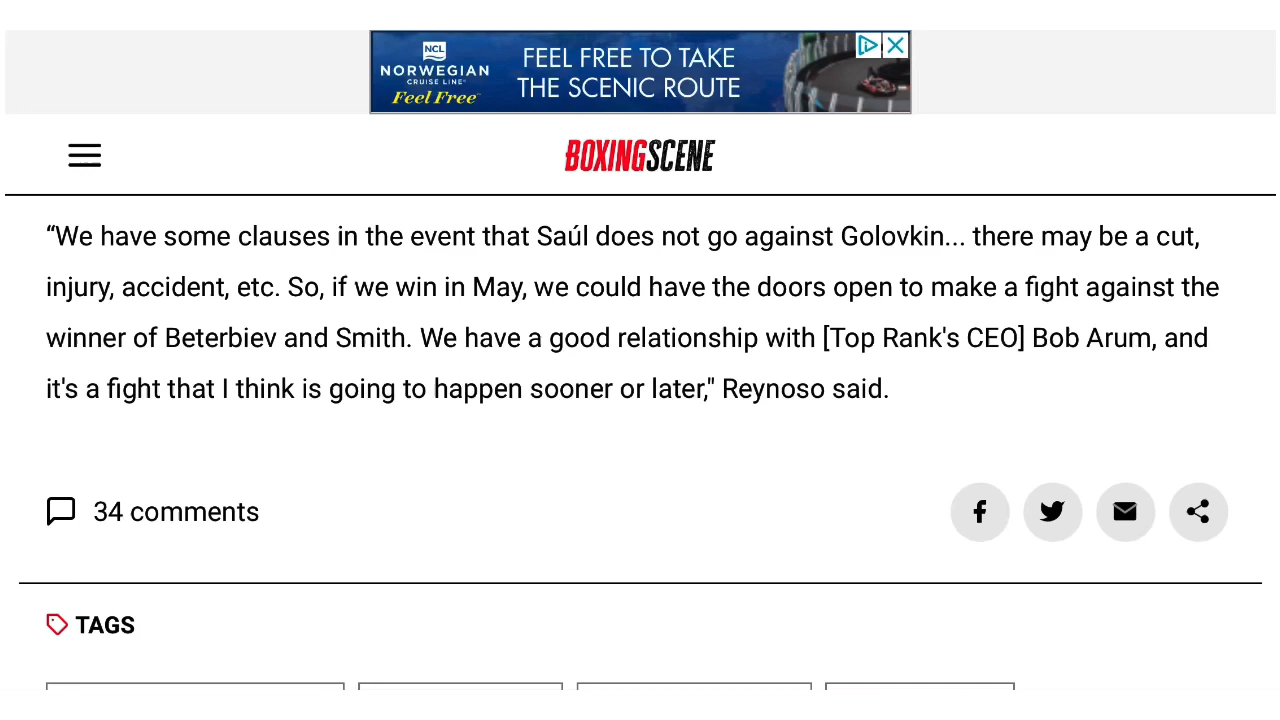 NCL
NORWEGIAN
CRUISE LINE®
Feel Free™
FEEL FREE TO TAKE
THE SCENIC ROUTE
BOXINGSCENE
“We have some clauses in the event that Saúl does not go against Golovkin... there may be a cut,
injury, accident, etc. So, if we win in May, we could have the doors open to make a fight against the
winner of Beterbiev and Smith. We have a good relationship with [Top Rank's CEO] Bob Arum, and
it's a fight that I think is going to happen sooner or later," Reynoso said.
34 comments
TAGS